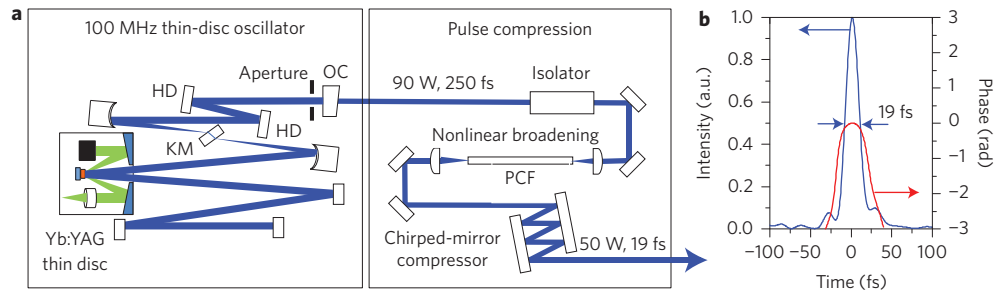 a
100 MHz thin-disc oscillator
Aperture
OC
HD
HD
KM
Yb:YAG
thin disc
Pulse compression
90 W, 250 fs
Isolator
Nonlinear broadening
PCF
Chirped-mirror
compressor
50 W, 19 fs
b
Intensity (a.u.)
1.0
0.8
0.6
0.4
0.2
0.0
19 fs
3
2
1
0
−1
−2
−3
Phase (rad)
−100 −50 0 50 100
Time (fs)